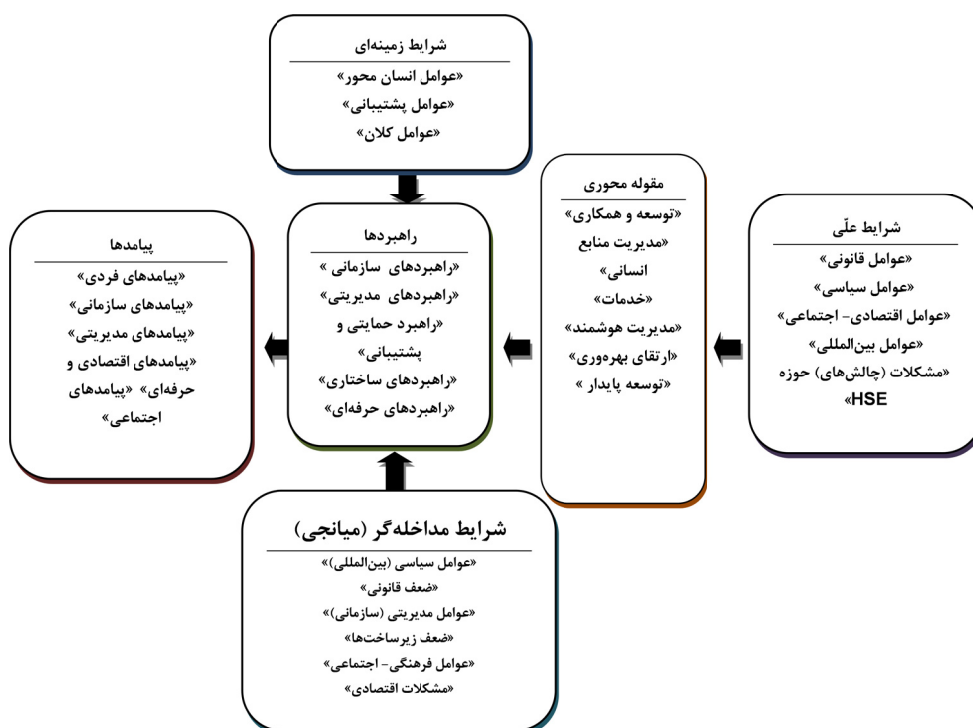 شرایط زمینه‌ای
«عوامل انسان محور»
«عوامل پشتیبانی»
«عوامل کلان»
شرایط علّی
«عوامل قانونی»
«عوامل سیاسی»
«عوامل اقتصادی- اجتماعی»
«عوامل بین‌المللی»
«مشکلات (چالش‌های) حوزه
HSE»
مقوله محوری
«توسعه و همکاری»
«مدیریت منابع
انسانی»
«خدمات»
«مدیریت هوشمند»
«ارتقای بهره‌وری»
«توسعه پایدار »
راهبردها
«راهبردهای سازمانی »
«راهبردهای مدیریتی»
«راهبرد حمایتی و
پشتیبانی»
«راهبردهای ساختاری»
«راهبردهای حرفه‌ای»
پیامدها
«پیامدهای فردی»
«پیامدهای سازمانی»
«پیامدهای مدیریتی»
«پیامدهای اقتصادی و
حرفه‌ای» «پیامدهای
اجتماعی»
شرایط مداخله‌گر (میانجی)
«عوامل سیاسی (بین‌المللی)»
«ضعف قانونی»
«عوامل مدیریتی (سازمانی)»
«ضعف زیرساخت‌ها»
«عوامل فرهنگی- اجتماعی»
«مشکلات اقتصادی»